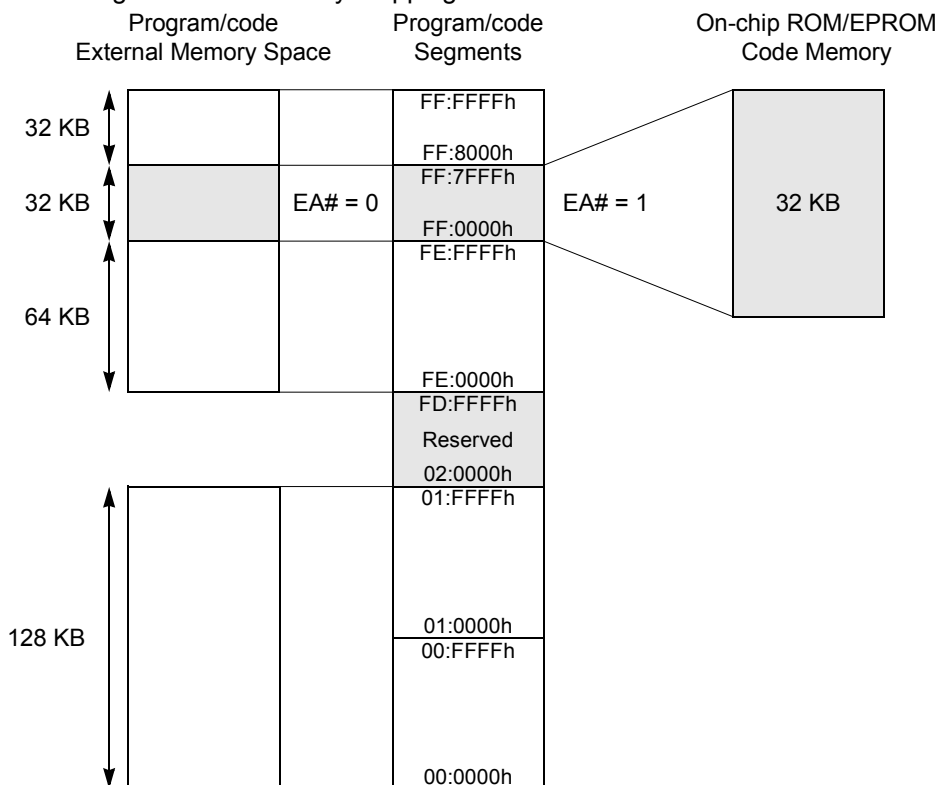 Program/code
External Memory Space
Program/code
Segments
On-chip ROM/EPROM
Code Memory
FF:FFFFh
32 KB
FF:8000h
FF:7FFFh
32 KB
EA# = 0
EA# = 1
32 KB
FF:0000h
FE:FFFFh
64 KB
FE:0000h
FD:FFFFh
Reserved
02:0000h
01:FFFFh
01:0000h
128 KB
00:FFFFh
00:0000h